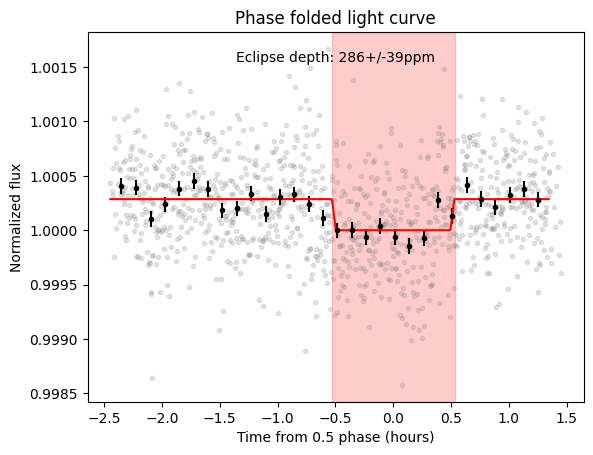 Phase folded light curve
Eclipse depth: 286+/-39ppm
Normalized flux
1.0015
1.0010
1.0005
1.0000
0.9995
0.9990
0.9985
−2.5 −2.0 −1.5 −1.0 −0.5 0.0 0.5 1.0 1.5
Time from 0.5 phase (hours)